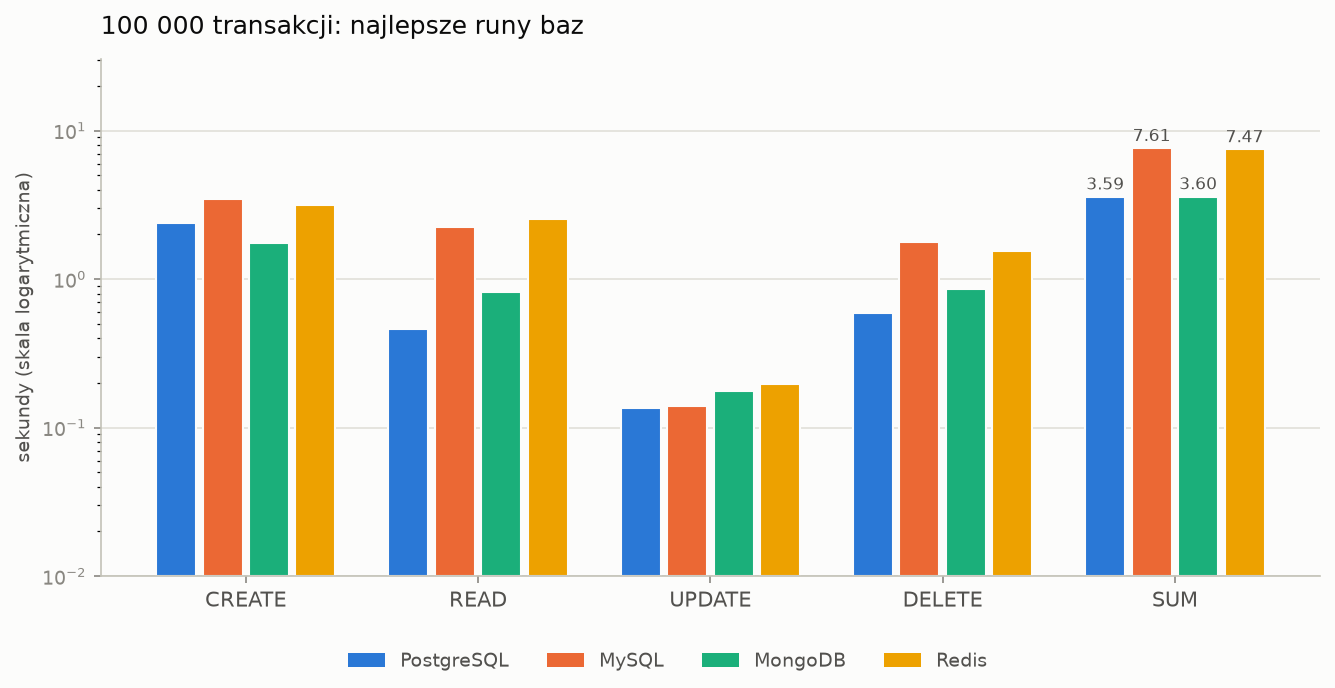 100 000 transakcji: najlepsze runy baz
sekundy (skala logarytmiczna)
10¹
10⁰
10⁻¹
10⁻²
3.59
7.61
3.60
7.47
CREATE
READ
UPDATE
DELETE
SUM
PostgreSQL
MySQL
MongoDB
Redis